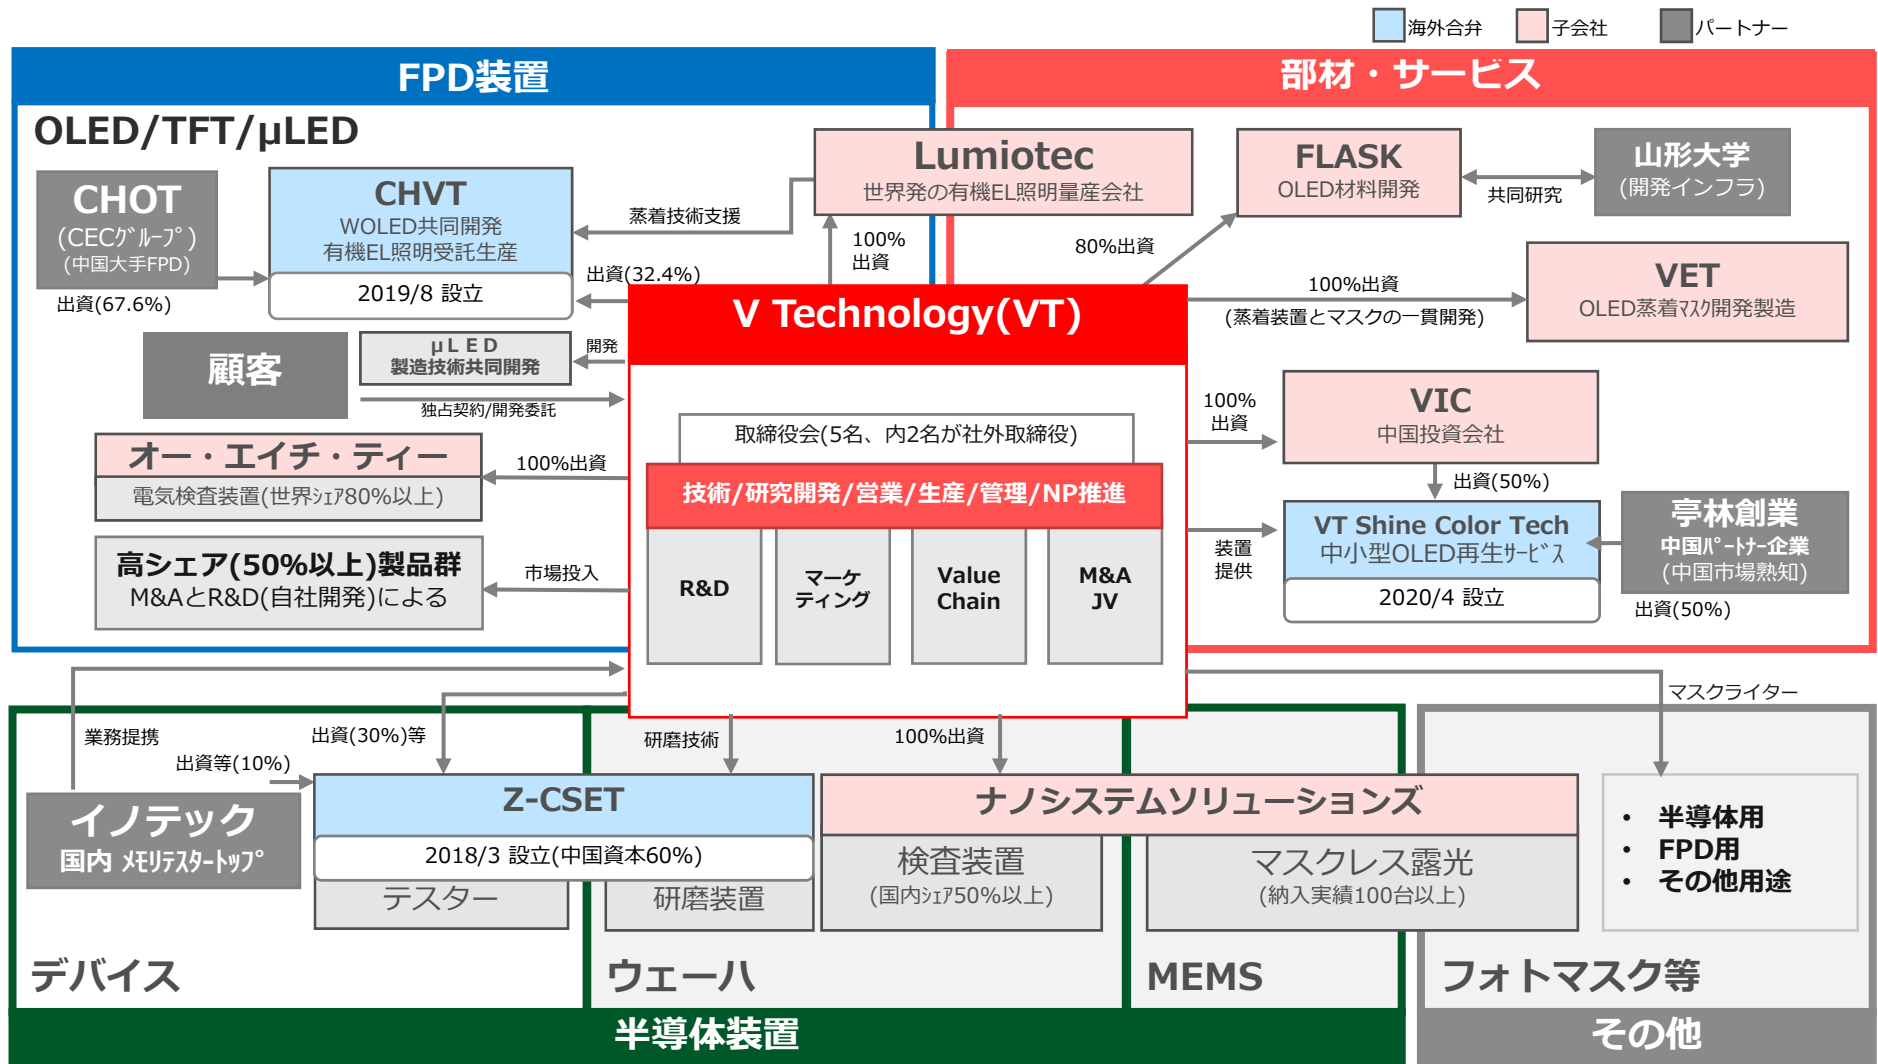 海外合弁
子会社
パートナー
FPD装置
部材・サービス
OLED/TFT/μLED
CHOT
(CECｸﾞﾙｰﾌﾟ)
(中国大手FPD)
出資(67.6%)
CHVT
WOLED共同開発
有機EL照明受託生産
2019/8 設立
蒸着技術支援
出資(32.4%)
Lumiotec
世界発の有機EL照明量産会社
100%
出資
FLASK
OLED材料開発
共同研究
山形大学
(開発インフラ)
80%出資
100%出資
(蒸着装置とマスクの一貫開発)
VET
OLED蒸着ﾏｽｸ開発製造
V Technology(VT)
顧客
μLED
製造技術共同開発
開発
独占契約/開発委託
オー・エイチ・ティー
電気検査装置(世界ｼｪｱ80%以上)
100%出資
高シェア(50%以上)製品群
M&AとR&D(自社開発)による
市場投入
取締役会(5名、内2名が社外取締役)
技術/研究開発/営業/生産/管理/NP推進
R&D
マーケ
ティング
Value
Chain
M&A
JV
100%
出資
VIC
中国投資会社
出資(50%)
装置
提供
VT Shine Color Tech
中小型OLED再生ｻｰﾋﾞｽ
2020/4 設立
亭林創業
中国ﾊﾟｰﾄﾅｰ企業
(中国市場熟知)
出資(50%)
業務提携
出資等(10%)
出資(30%)等
研磨技術
100%出資
マスクライター
イノテック
国内 ﾒﾓﾘﾃｽﾀｰﾄｯﾌﾟ
Z-CSET
2018/3 設立(中国資本60%)
テスター
研磨装置
ナノシステムソリューションズ
検査装置
(国内ｼｪｱ50%以上)
マスクレス露光
(納入実績100台以上)
• 半導体用
• FPD用
• その他用途
デバイス
ウェーハ
MEMS
フォトマスク等
半導体装置
その他